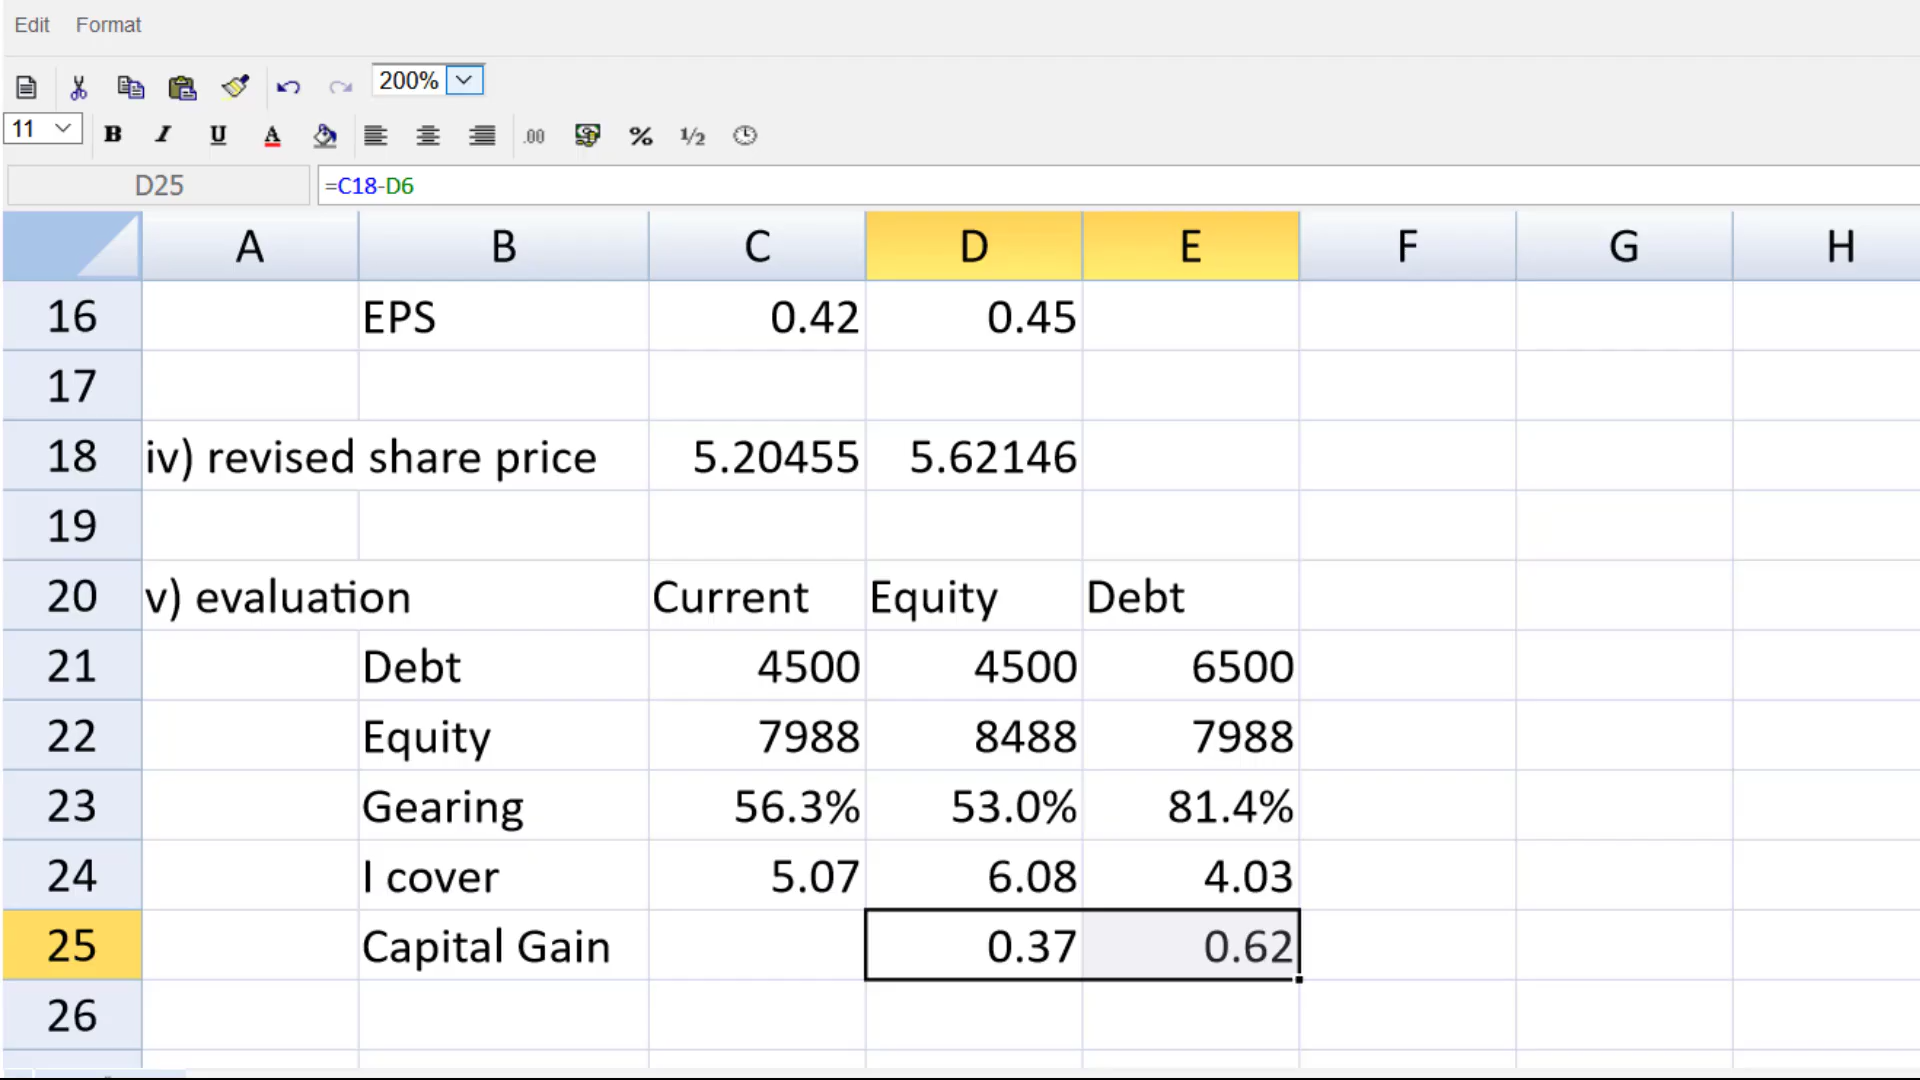 Edit Format
200%
11 B I U A .00 % 1/2
D25 =C18-D6
A B C D E F G H
16 EPS 0.42 0.45
17
18 iv) revised share price 5.20455 5.62146
19
20 v) evaluation Current Equity Debt
21 Debt 4500 4500 6500
22 Equity 7988 8488 7988
23 Gearing 56.3% 53.0% 81.4%
24 I cover 5.07 6.08 4.03
25 Capital Gain 0.37 0.62
26